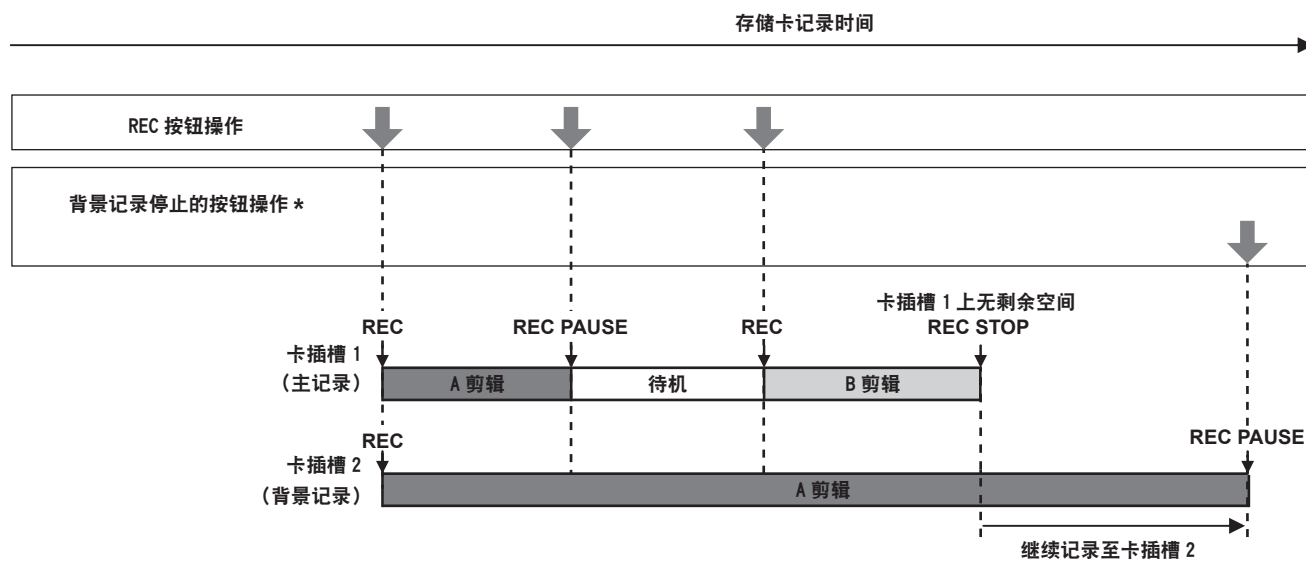 存储卡记录时间
REC 按钮操作
背景记录停止的按钮操作 *
卡插槽 1 上无剩余空间
REC
REC PAUSE
REC
REC STOP
卡插槽 1
（主记录）
A 剪辑
待机
B 剪辑
REC
REC PAUSE
卡插槽 2
（背景记录）
A 剪辑
继续记录至卡插槽 2